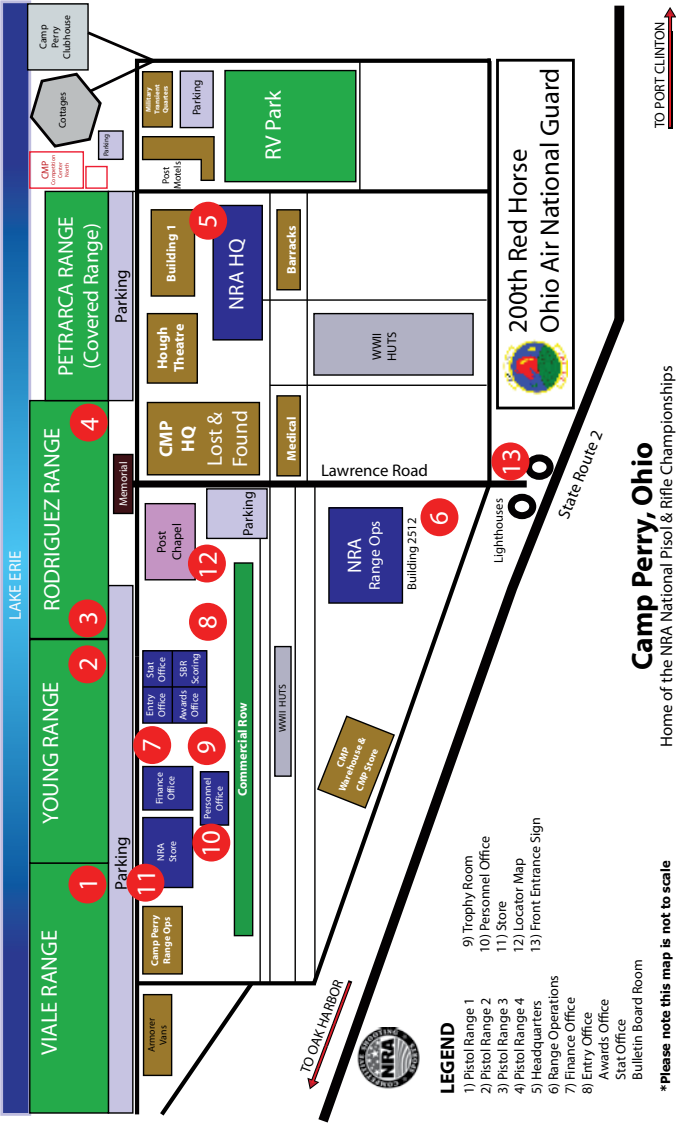 LAKE ERIE
VIALE RANGE
YOUNG RANGE
RODRIGUEZ RANGE
PETRARCA RANGE
(Covered Range)
CMP
Competition
Center
North
Cottages
Camp
Perry
Clubhouse
1
2
3
4
Parking
Parking
Parking
Memorial
Armorer
Vans
Camp Perry
Range Ops
11
NRA
Store
10
Finance
Office
Personnel
Office
7
9
Entry
Office
Stat
Office
Awards
Office
SBR
Scoring
8
Post
Chapel
12
Parking
Commercial Row
WWII HUTS
CMP
HQ
Lost &
Found
Hough
Theatre
Building 1
5
NRA HQ
Medical
Barracks
WWII
HUTS
Post
Motels
Military
Transient
Quarters
Parking
RV Park
Lawrence Road
CMP
Warehouse &
CMP Store
NRA
Range Ops
Building 2512
6
Lighthouses
13
200th Red Horse
Ohio Air National Guard
State Route 2
TO OAK HARBOR
TO PORT CLINTON
COMPETITIVE SHOOTING
NRA
LEGEND
1) Pistol Range 1
2) Pistol Range 2
3) Pistol Range 3
4) Pistol Range 4
5) Headquarters
6) Range Operations
7) Finance Office
8) Entry Office
Awards Office
Stat Office
Bulletin Board Room
9) Trophy Room
10) Personnel Office
11) Store
12) Locator Map
13) Front Entrance Sign
*Please note this map is not to scale
Camp Perry, Ohio
Home of the NRA National Pisol & Rifle Championships